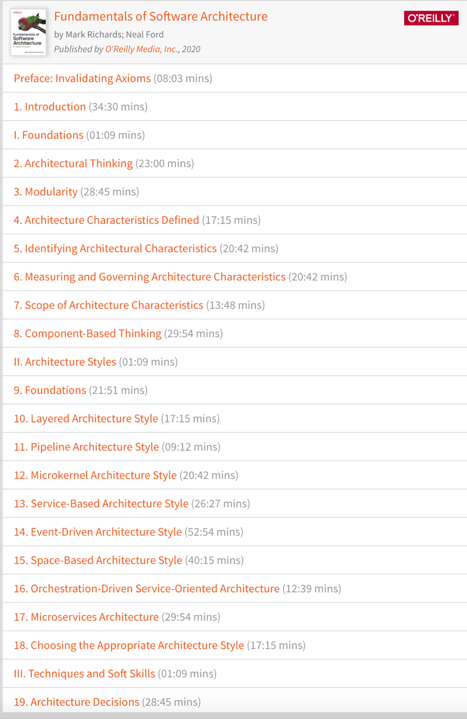 Fundamentals of Software Architecture
O'REILLY®
by Mark Richards; Neal Ford
Published by O'Reilly Media, Inc., 2020
Fundamentals of
Software
Architecture
Preface: Invalidating Axioms (08:03 mins)
1. Introduction (34:30 mins)
I. Foundations (01:09 mins)
2. Architectural Thinking (23:00 mins)
3. Modularity (28:45 mins)
4. Architecture Characteristics Defined (17:15 mins)
5. Identifying Architectural Characteristics (20:42 mins)
6. Measuring and Governing Architecture Characteristics (20:42 mins)
7. Scope of Architecture Characteristics (13:48 mins)
8. Component-Based Thinking (29:54 mins)
II. Architecture Styles (01:09 mins)
9. Foundations (21:51 mins)
10. Layered Architecture Style (17:15 mins)
11. Pipeline Architecture Style (09:12 mins)
12. Microkernel Architecture Style (20:42 mins)
13. Service-Based Architecture Style (26:27 mins)
14. Event-Driven Architecture Style (52:54 mins)
15. Space-Based Architecture Style (40:15 mins)
16. Orchestration-Driven Service-Oriented Architecture (12:39 mins)
17. Microservices Architecture (29:54 mins)
18. Choosing the Appropriate Architecture Style (17:15 mins)
III. Techniques and Soft Skills (01:09 mins)
19. Architecture Decisions (28:45 mins)